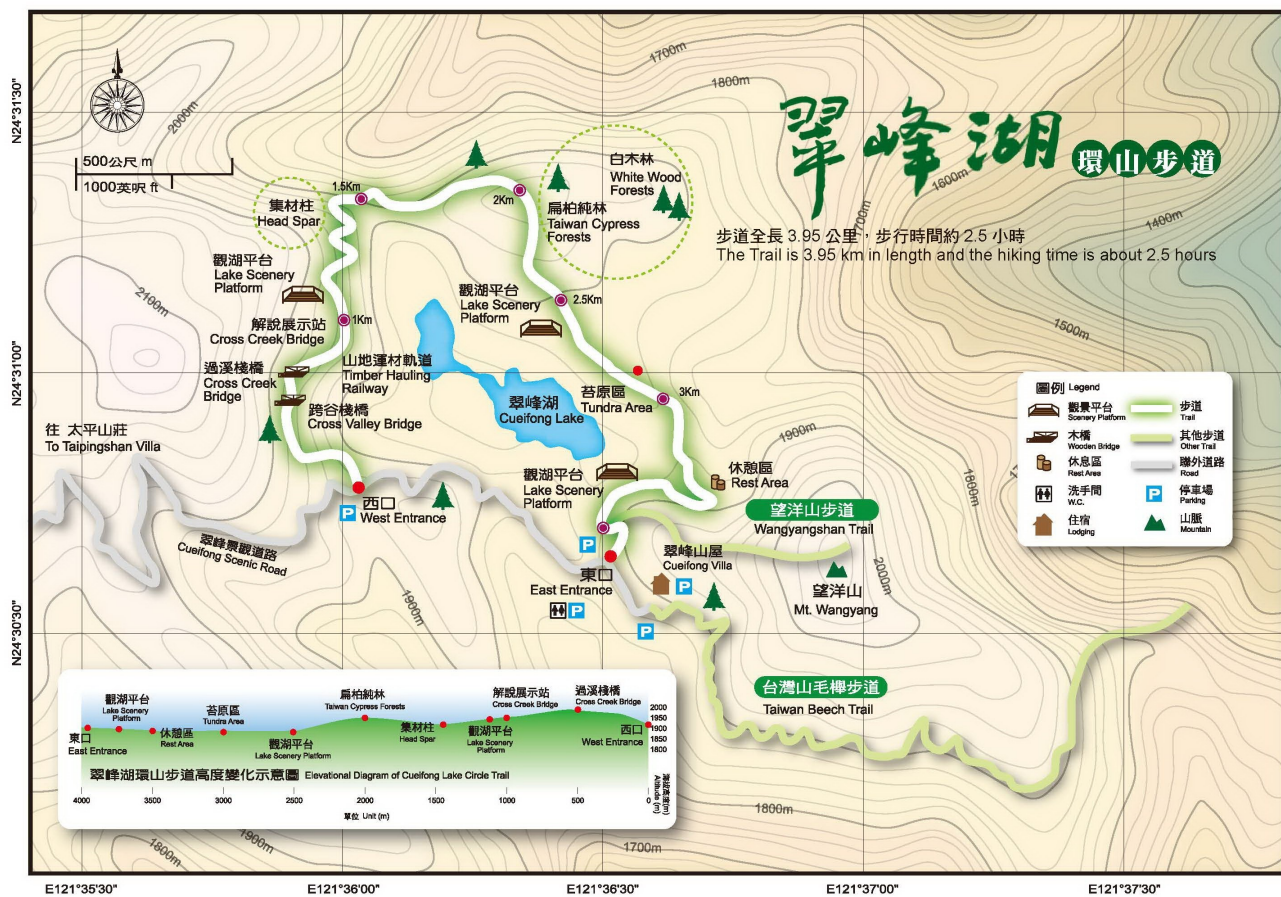 翠峰湖 環山步道
步道全長 3.95 公里，步行時間約 2.5 小時
The Trail is 3.95 km in length and the hiking time is about 2.5 hours
500公尺 m
1000英呎 ft
N24°31'30"
N24°31'00"
N24°30'30"
1700m
1800m
2000m
1600m
1700m
1400m
1500m
2100m
1900m
1800m
2000m
1900m
1800m
1700m
1900m
1800m
1.5Km
2Km
2.5Km
1Km
3Km
集材柱
Head Spar
白木林
White Wood
Forests
扁柏純林
Taiwan Cypress
Forests
觀湖平台
Lake Scenery
Platform
觀湖平台
Lake Scenery
Platform
解說展示站
Cross Creek Bridge
過溪棧橋
Cross Creek
Bridge
山地運材軌道
Timber Hauling
Railway
跨谷棧橋
Cross Valley Bridge
翠峰湖
Cueifong Lake
苔原區
Tundra Area
往 太平山莊
To Taipingshan Villa
觀湖平台
Lake Scenery
Platform
休憩區
Rest Area
西口
West Entrance
翠峰景觀道路
Cueifong Scenic Road
望洋山步道
Wangyangshan Trail
東口
East Entrance
翠峰山屋
Cueifong Villa
望洋山
Mt. Wangyang
台灣山毛櫸步道
Taiwan Beech Trail
P
P
P
P
P
圖例 Legend
觀景平台
Scenery Platform
步道
Trail
木橋
Wooden Bridge
其他步道
Other Trail
休息區
Rest Area
聯外道路
Road
洗手間
W.C.
P
停車場
Parking
住宿
Lodging
山脈
Mountain
東口
East Entrance
觀湖平台
Lake Scenery
Platform
休憩區
Rest Area
苔原區
Tundra Area
觀湖平台
Lake Scenery Platform
扁柏純林
Taiwan Cypress Forests
集材柱
Head Spar
觀湖平台
Lake Scenery
Platform
解說展示站
Cross Creek Bridge
過溪棧橋
Cross Creek Bridge
西口
West Entrance
2000
1950
1900
1850
1800
海拔高度(m)
Altitude (m)
翠峰湖環山步道高度變化示意圖 Elevational Diagram of Cueifong Lake Circle Trail
4000 3500 3000 2500 2000 1500 1000 500 0
單位 Unit (m)
E121°35'30"
E121°36'00"
E121°36'30"
E121°37'00"
E121°37'30"